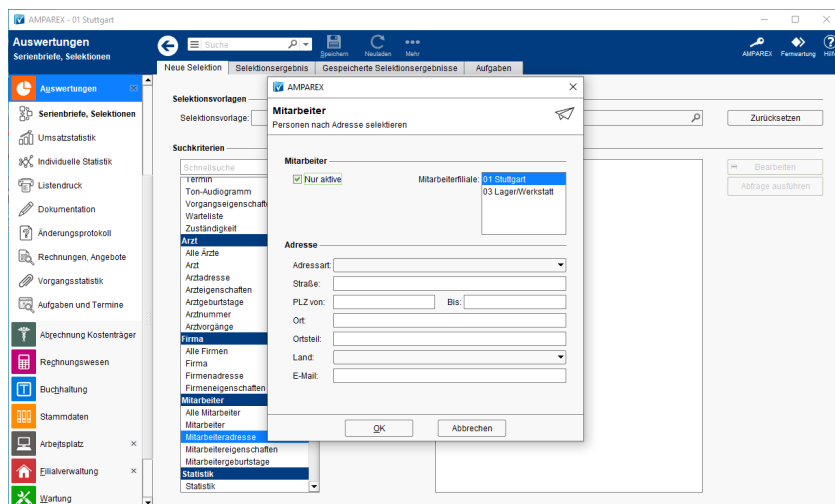 AMPAREX - 01 Stuttgart
Auswertungen
Serienbriefe, Selektionen
Suche
Speichern
Neuladen
Mehr
AMPAREX
Fernwartung
Hilfe
Neue Selektion
Selektionsergebnis
Gespeicherte Selektionsergebnisse
Aufgaben
Auswertungen
Serienbriefe, Selektionen
Umsatzstatistik
Individuelle Statistik
Listendruck
Dokumentation
Änderungsprotokoll
Rechnungen, Angebote
Vorgangsstatistik
Aufgaben und Termine
Abrechnung Kostenträger
Rechnungswesen
Buchhaltung
Stammdaten
Arbeitsplatz
Filialverwaltung
Wartung
Selektionsvorlagen
Selektionsvorlage:
Zurücksetzen
Suchkriterien
Schnellsuche
Bearbeiten
Abfrage ausführen
Termin
Ton-Audiogramm
Vorgangseigenschafte
Warteliste
Zuständigkeit
Arzt
Alle Ärzte
Arzt
Arztadresse
Arzteigenschaften
Arztgeburtstage
Arztnummer
Arztvorgänge
Firma
Alle Firmen
Firma
Firmenadresse
Firmeneigenschaften
Mitarbeiter
Alle Mitarbeiter
Mitarbeiter
Mitarbeiteradresse
Mitarbeitereigenschaften
Mitarbeitergeburtstage
Statistik
Statistik
AMPAREX
Mitarbeiter
Personen nach Adresse selektieren
Mitarbeiter
Nur aktive
Mitarbeiterfiliale:
01 Stuttgart
03 Lager/Werkstatt
Adresse
Adressart:
Straße:
PLZ von:
Bis:
Ort:
Ortsteil:
Land:
E-Mail:
OK
Abbrechen